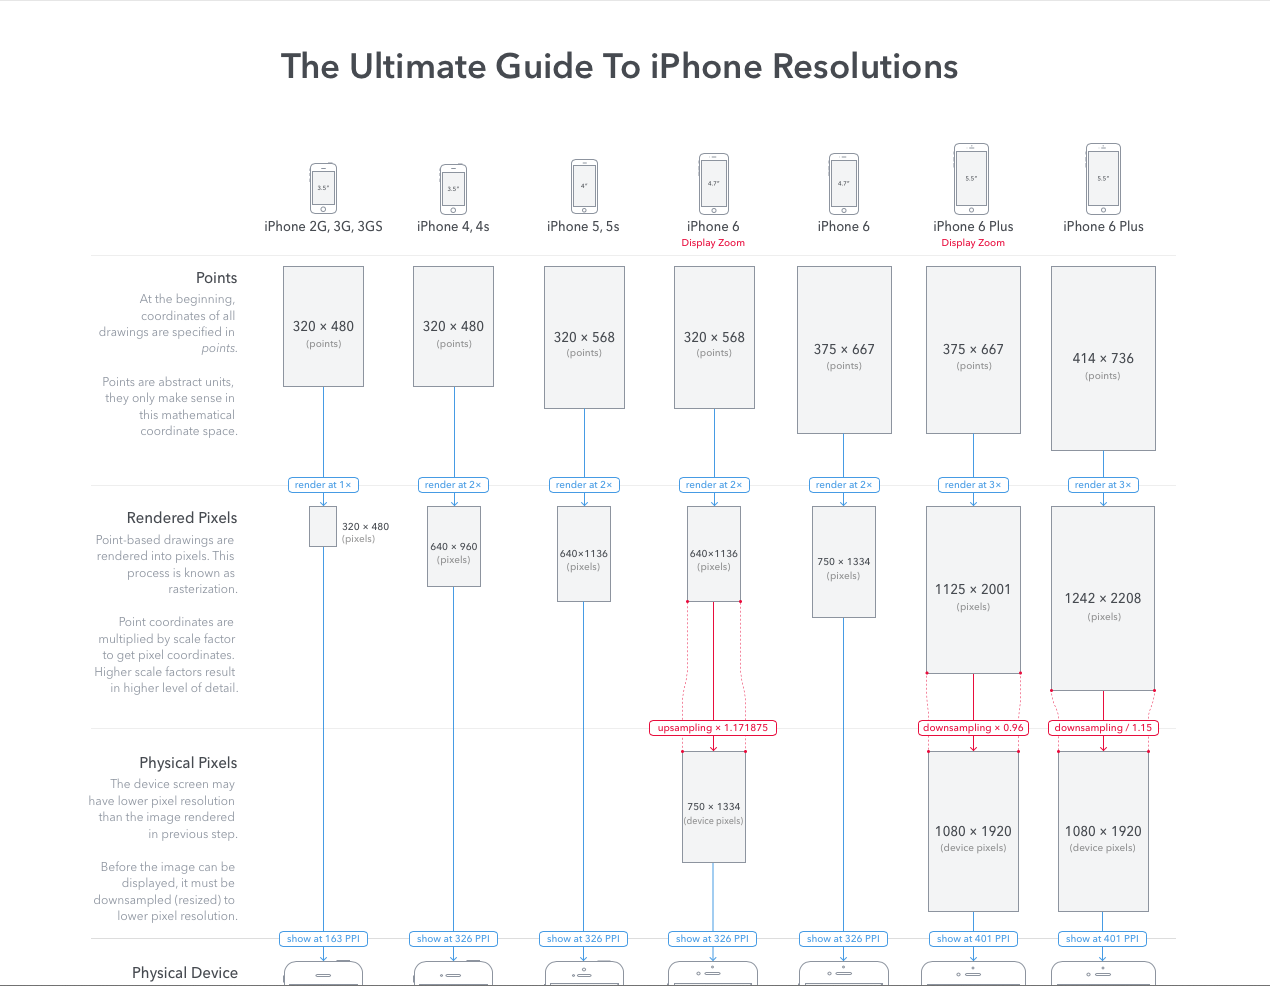 The Ultimate Guide To iPhone Resolutions
3.5"
3.5"
4"
4.7"
4.7"
5.5"
5.5"
iPhone 2G, 3G, 3GS
iPhone 4, 4s
iPhone 5, 5s
iPhone 6
Display Zoom
iPhone 6
iPhone 6 Plus
Display Zoom
iPhone 6 Plus
Points
At the beginning,
coordinates of all
drawings are specified in
points.
Points are abstract units,
they only make sense in
this mathematical
coordinate space.
320 × 480
(points)
320 × 480
(points)
320 × 568
(points)
320 × 568
(points)
375 × 667
(points)
375 × 667
(points)
414 × 736
(points)
render at 1×
render at 2×
render at 2×
render at 2×
render at 2×
render at 3×
render at 3×
Rendered Pixels
Point-based drawings are
rendered into pixels. This
process is known as
rasterization.
Point coordinates are
multiplied by scale factor
to get pixel coordinates.
Higher scale factors result
in higher level of detail.
320 × 480
(pixels)
640 × 960
(pixels)
640×1136
(pixels)
640×1136
(pixels)
750 × 1334
(pixels)
1125 × 2001
(pixels)
1242 × 2208
(pixels)
upsampling × 1.171875
downsampling × 0.96
downsampling / 1.15
Physical Pixels
The device screen may
have lower pixel resolution
than the image rendered
in previous step.
Before the image can be
displayed, it must be
downsampled (resized) to
lower pixel resolution.
750 × 1334
(device pixels)
1080 × 1920
(device pixels)
1080 × 1920
(device pixels)
show at 163 PPI
show at 326 PPI
show at 326 PPI
show at 326 PPI
show at 326 PPI
show at 401 PPI
show at 401 PPI
Physical Device